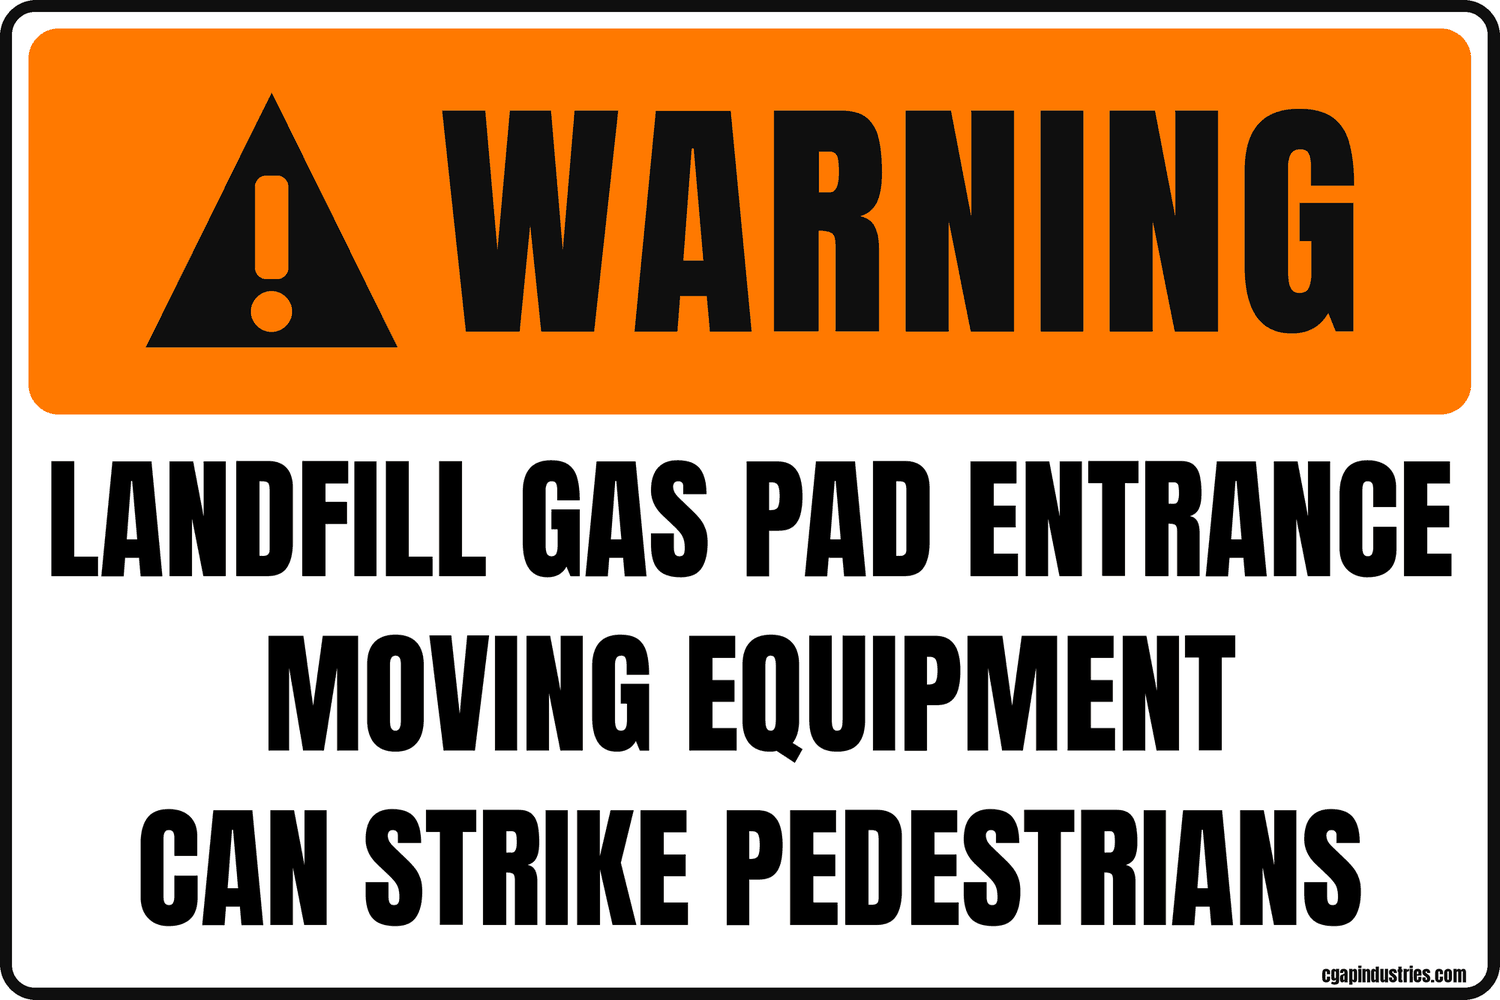 WARNING
LANDFILL GAS PAD ENTRANCE
MOVING EQUIPMENT
CAN STRIKE PEDESTRIANS
cgapindustries.com